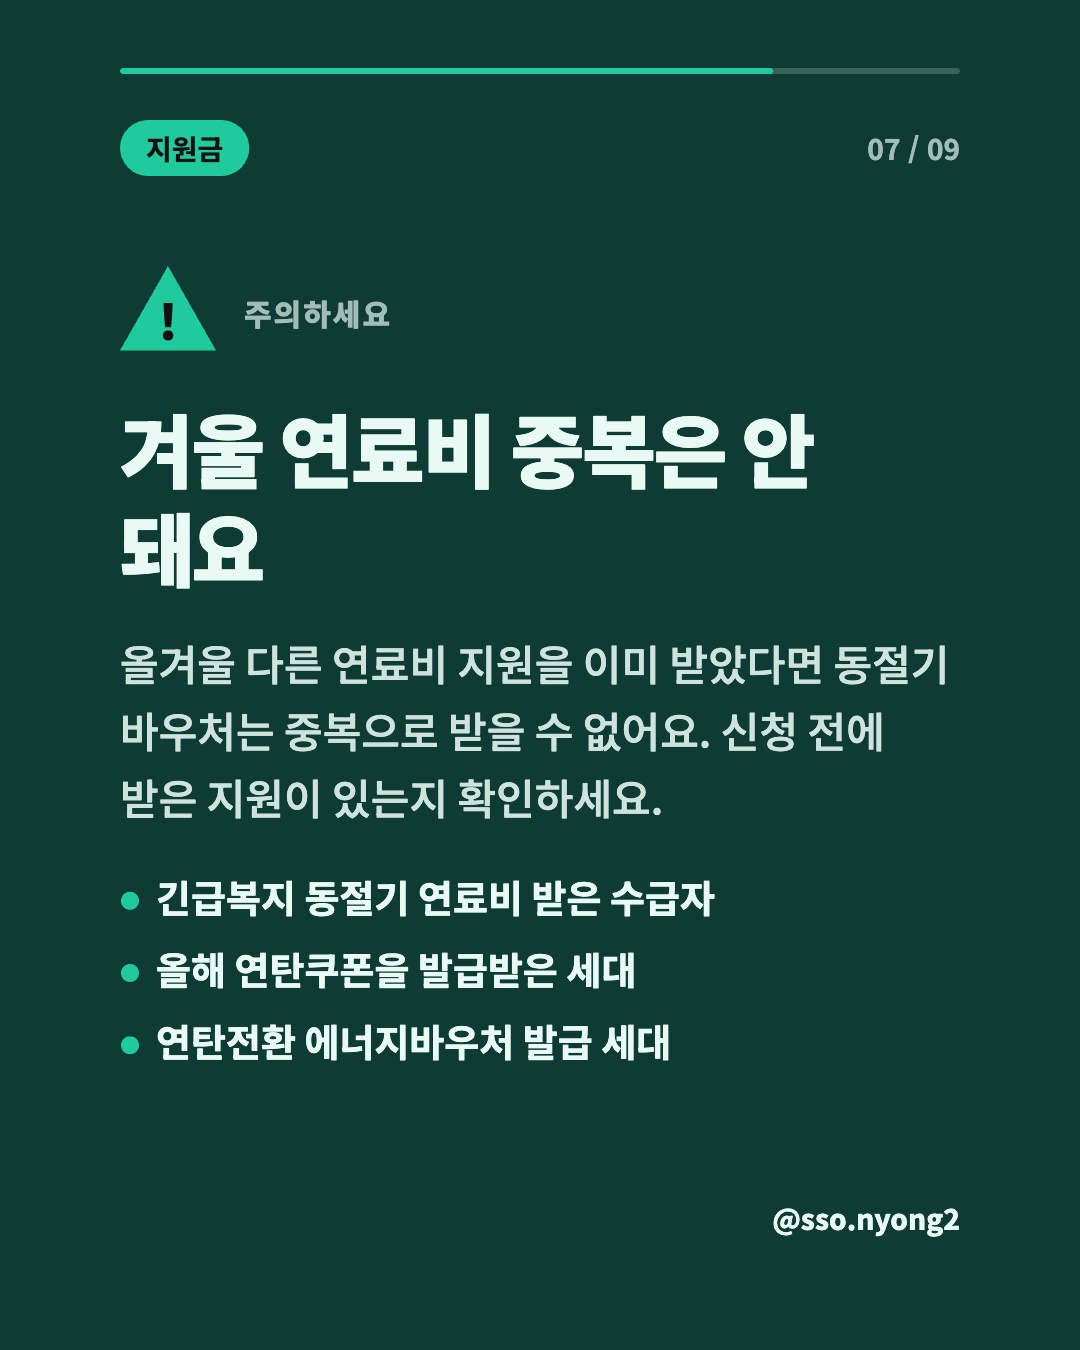 지원금
07 / 09
!
주의하세요
겨울 연료비 중복은 안
돼요
올겨울 다른 연료비 지원을 이미 받았다면 동절기
바우처는 중복으로 받을 수 없어요. 신청 전에
받은 지원이 있는지 확인하세요.
긴급복지 동절기 연료비 받은 수급자
올해 연탄쿠폰을 발급받은 세대
연탄전환 에너지바우처 발급 세대
@sso.nyong2